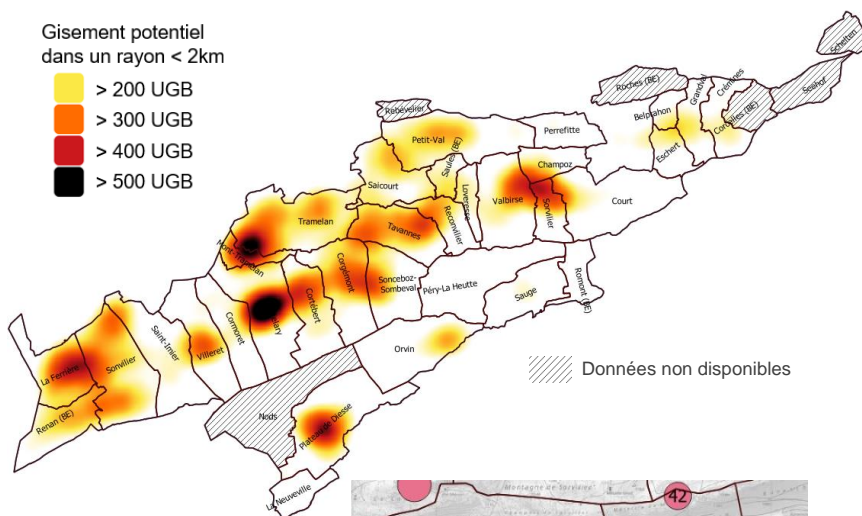 Gisement potentiel
dans un rayon < 2km
> 200 UGB
> 300 UGB
> 400 UGB
> 500 UGB
Schelten
Seehof
Roches (BE)
Grandval
Crémines
Corcelles (BE)
Belprahon
Eschert
Rebévelier
Petit-Val
Perrefitte
Saules (BE)
Champoz
Saicourt
Loveresse
Valbirse
Sorvilier
Court
Tramelan
Tavannes
Reconvilier
Mont-Tramelan
Corgémont
Sonceboz-
Sombeval
Péry-La Heutte
Sauge
Romont (BE)
Cortébert
Cormoret
Saint-Imier
Villeret
Orvin
La Ferrière
Sonvilier
Renan (BE)
Données non disponibles
Nods
Plateau de Diesse
La Neuveville
42